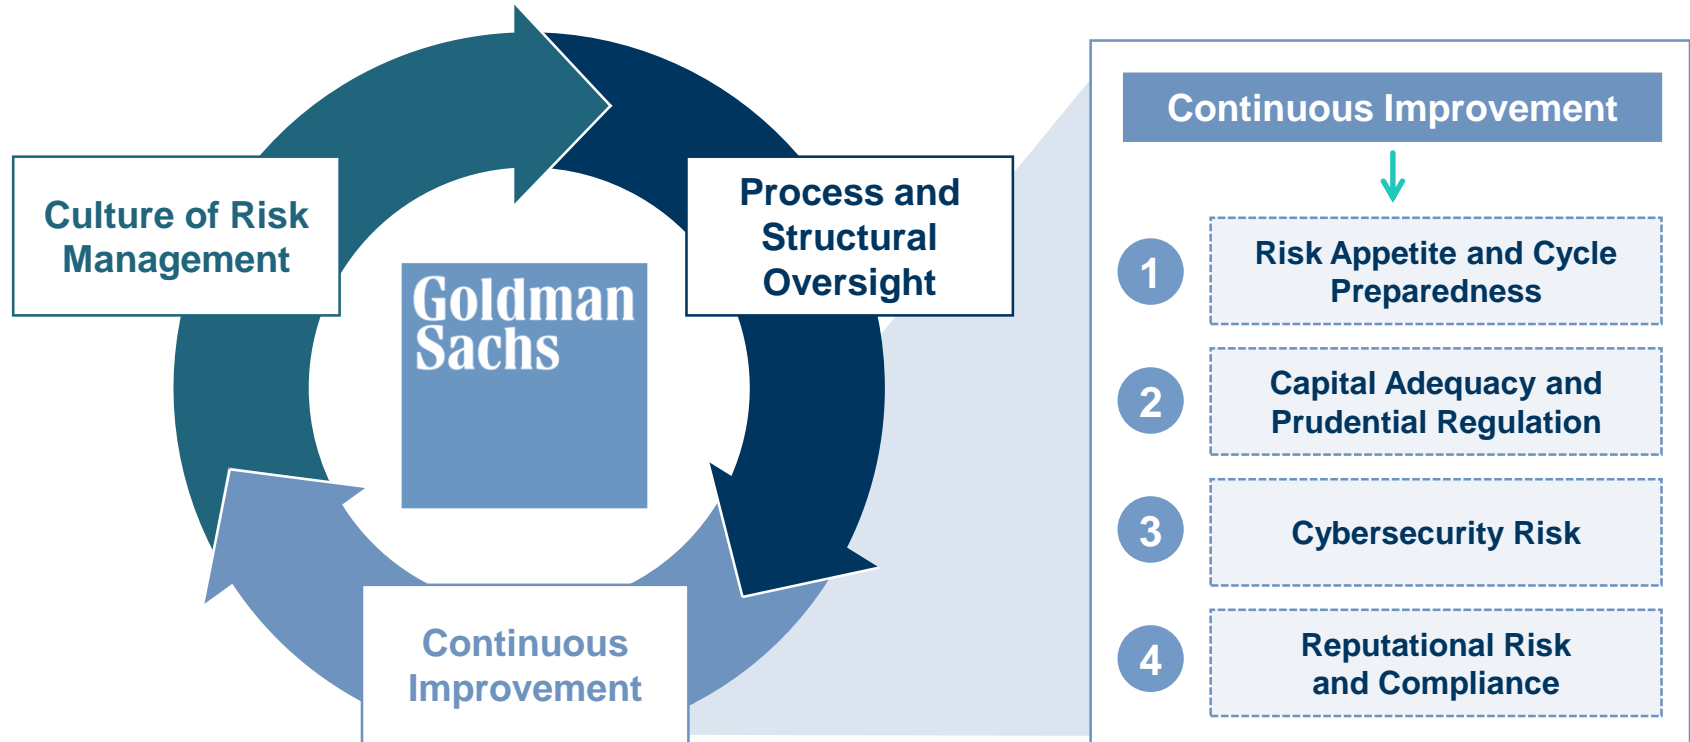 Culture of Risk
Management
Process and
Structural
Oversight
Goldman
Sachs
Continuous
Improvement
Continuous Improvement
1
Risk Appetite and Cycle
Preparedness
2
Capital Adequacy and
Prudential Regulation
3
Cybersecurity Risk
4
Reputational Risk
and Compliance